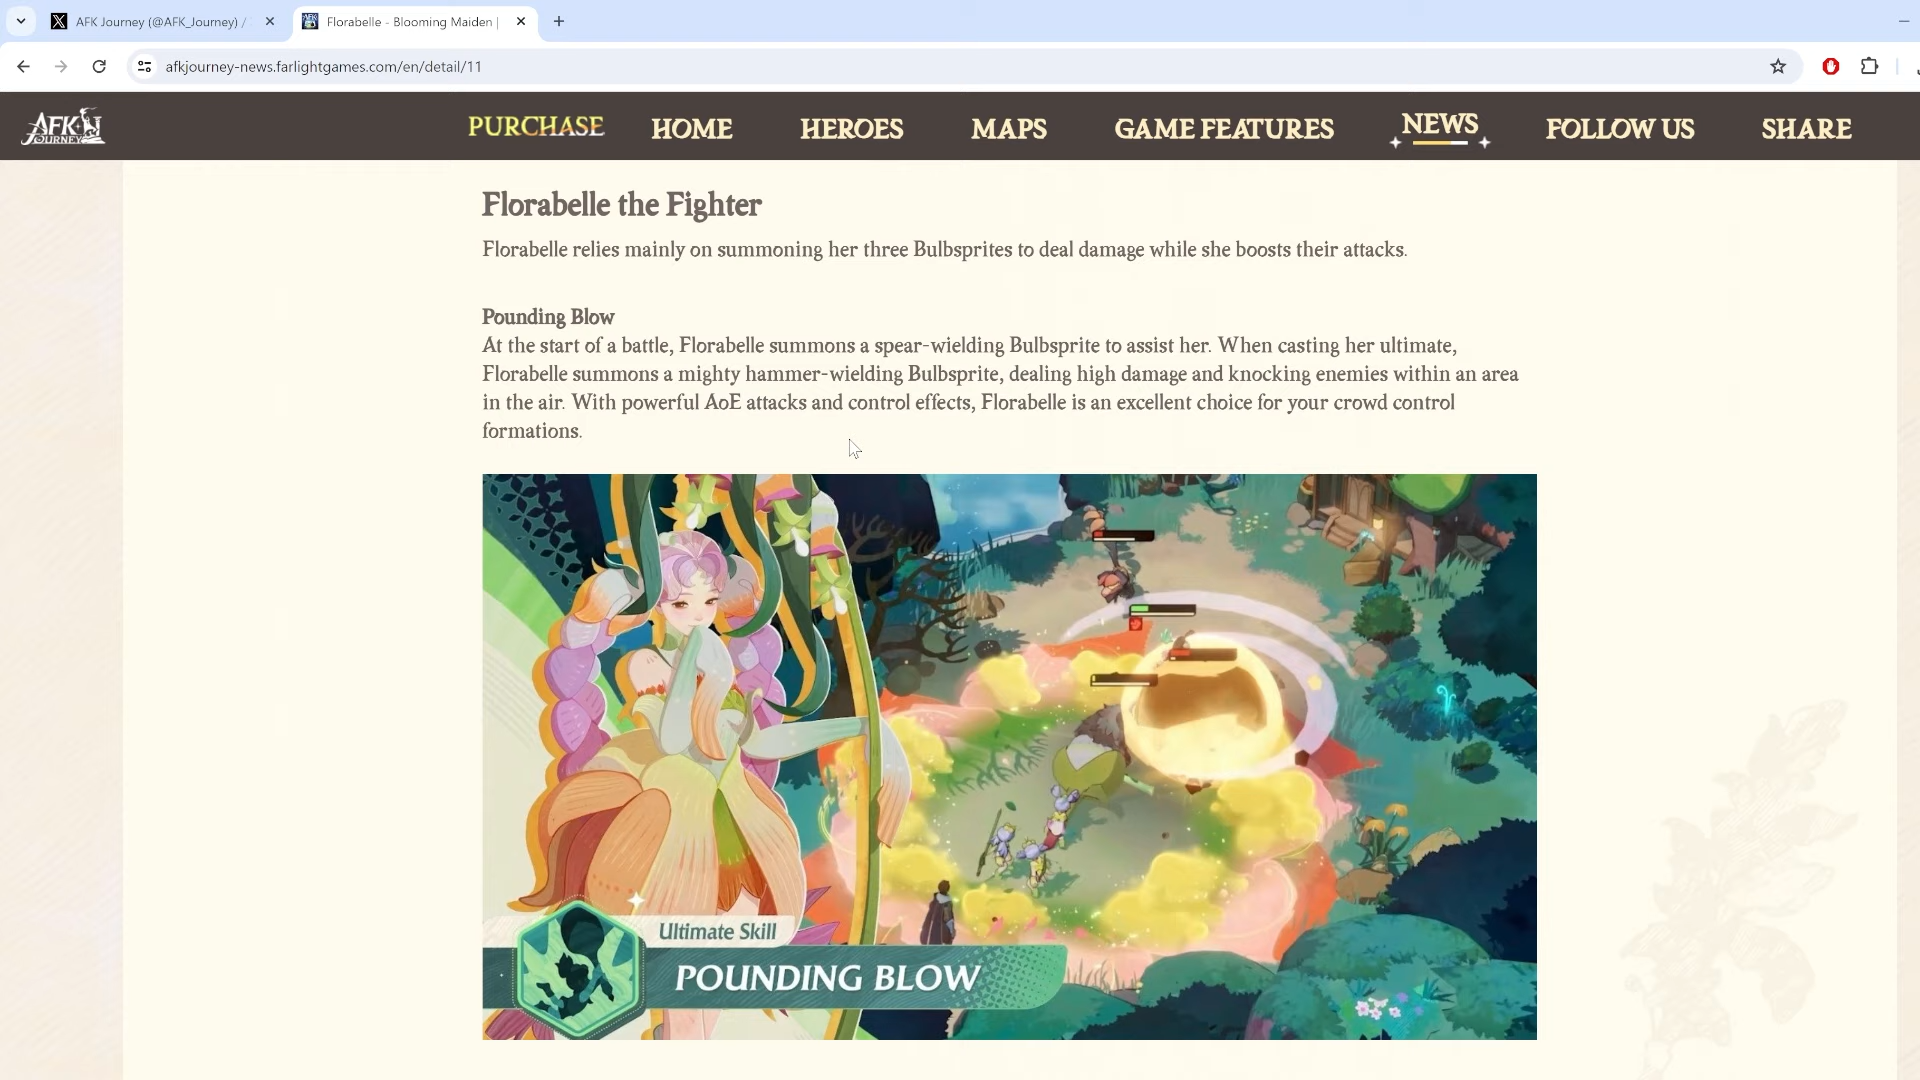 AFK Journey (@AFK_Journey) /
Florabelle - Blooming Maiden |
afkjourney-news.farlightgames.com/en/detail/11
AFK JOURNEY
PURCHASE HOME HEROES MAPS GAME FEATURES NEWS FOLLOW US SHARE
Florabelle the Fighter
Florabelle relies mainly on summoning her three Bulbsprites to deal damage while she boosts their attacks.
Pounding Blow
At the start of a battle, Florabelle summons a spear-wielding Bulbsprite to assist her. When casting her ultimate,
Florabelle summons a mighty hammer-wielding Bulbsprite, dealing high damage and knocking enemies within an area
in the air. With powerful AoE attacks and control effects, Florabelle is an excellent choice for your crowd control
formations.
Ultimate Skill
POUNDING BLOW